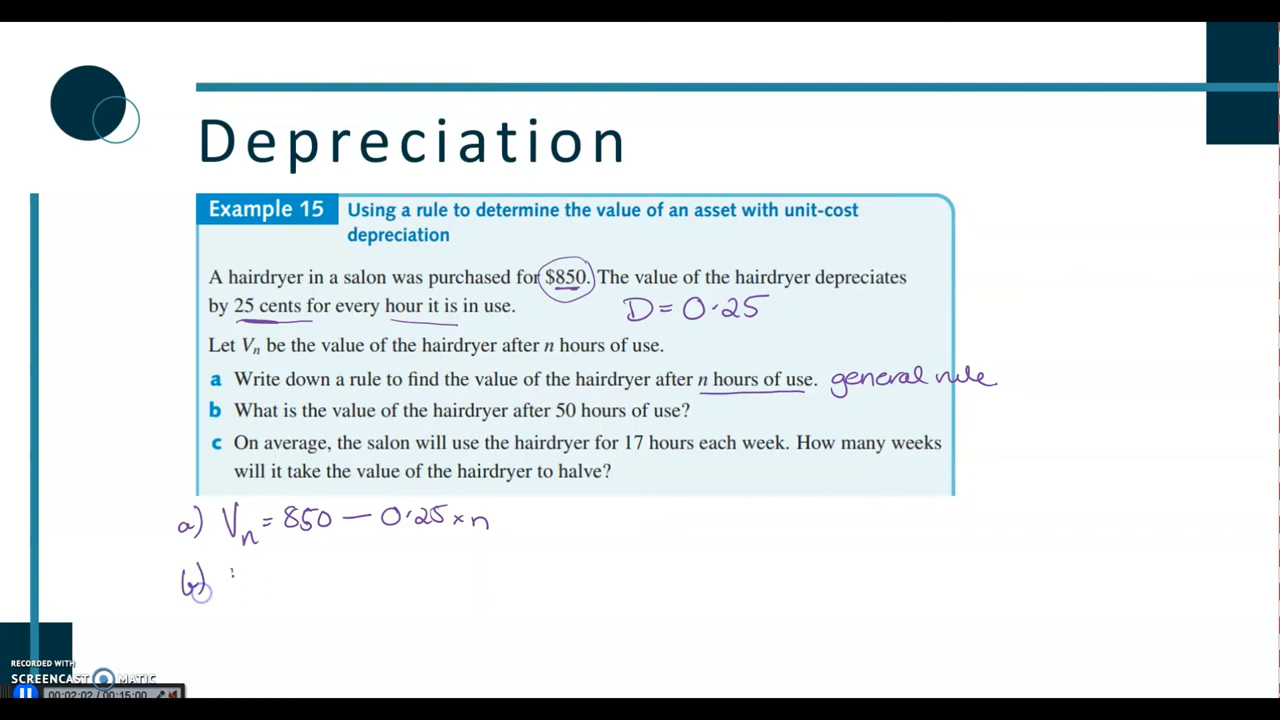 Depreciation
Example 15 Using a rule to determine the value of an asset with unit-cost
depreciation
A hairdryer in a salon was purchased for $850. The value of the hairdryer depreciates
by 25 cents for every hour it is in use. D = 0.25
Let Vn be the value of the hairdryer after n hours of use.
a Write down a rule to find the value of the hairdryer after n hours of use. general rule
b What is the value of the hairdryer after 50 hours of use?
c On average, the salon will use the hairdryer for 17 hours each week. How many weeks
will it take the value of the hairdryer to halve?
a) Vn = 850 — 0.25 × n
b)
RECORDED WITH
SCREENCAST MATIC
00:02:02 / 00:15:00